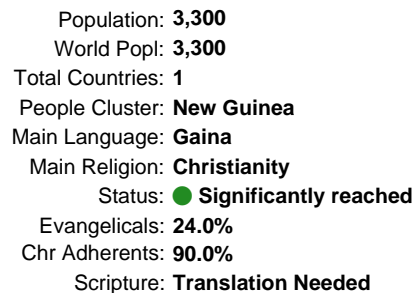 Population: 3,300
World Popl: 3,300
Total Countries: 1
People Cluster: New Guinea
Main Language: Gaina
Main Religion: Christianity
Status: Significantly reached
Evangelicals: 24.0%
Chr Adherents: 90.0%
Scripture: Translation Needed